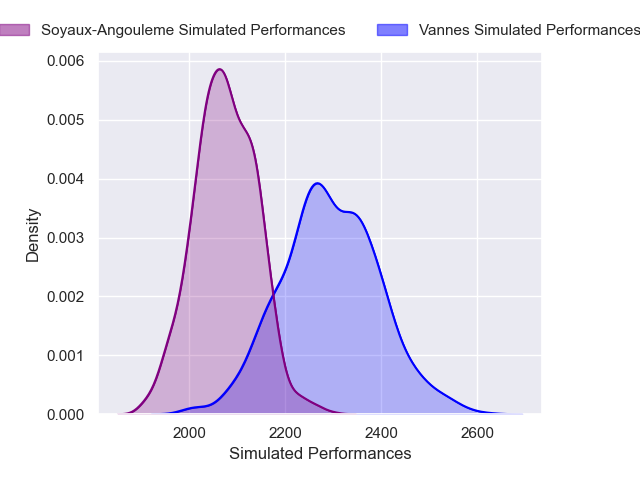 Soyaux-Angouleme Simulated Performances
Vannes Simulated Performances
0.006
0.005
0.004
0.003
0.002
0.001
0.000
Density
2000
2200
2400
2600
Simulated Performances